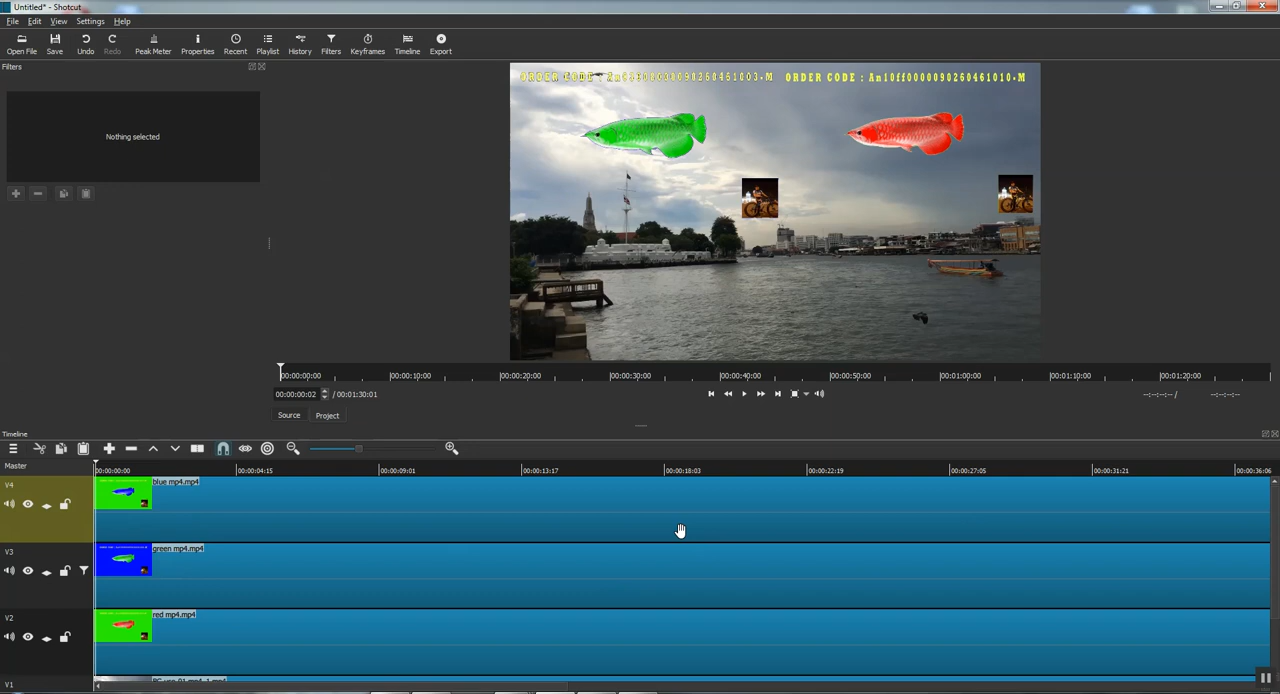 Untitled* - Shotcut
File Edit View Settings Help
Open File Save Undo Redo Peak Meter Properties Recent Playlist History Filters Keyframes Timeline Export
Filters
Nothing selected
ORDER CODE : An10ff0000090260461010-M
00:00:00:00 00:00:10:00 00:00:20:00 00:00:30:00 00:00:40:00 00:00:50:00 00:01:00:00 00:01:10:00 00:01:20:00
00:00:00:02 / 00:01:30:01 --:--:--:-- / --:--:--:--
Source Project
Timeline
Master 00:00:00:00 00:00:04:15 00:00:09:01 00:00:13:17 00:00:18:03 00:00:22:19 00:00:27:05 00:00:31:21 00:00:36:06
V4 blue mp4.mp4
V3 green mp4.mp4
V2 red mp4.mp4
V1